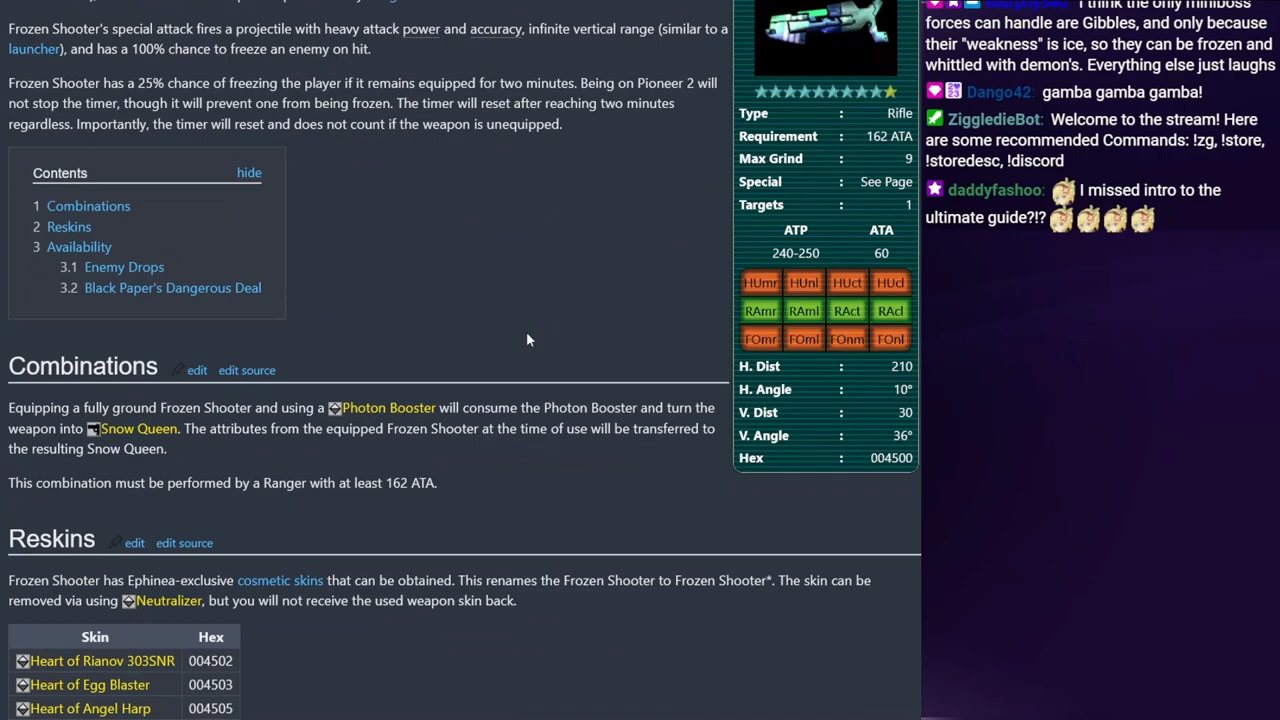 Frozen Shooter's special attack fires a projectile with heavy attack power and accuracy, infinite vertical range (similar to a
launcher), and has a 100% chance to freeze an enemy on hit.
Frozen Shooter has a 25% chance of freezing the player if it remains equipped for two minutes. Being on Pioneer 2 will
not stop the timer, though it will prevent one from being frozen. The timer will reset after reaching two minutes
regardless. Importantly, the timer will reset and does not count if the weapon is unequipped.
Contents hide
1 Combinations
2 Reskins
3 Availability
3.1 Enemy Drops
3.2 Black Paper's Dangerous Deal
Combinations edit edit source
Equipping a fully ground Frozen Shooter and using a Photon Booster will consume the Photon Booster and turn the
weapon into Snow Queen. The attributes from the equipped Frozen Shooter at the time of use will be transferred to
the resulting Snow Queen.
This combination must be performed by a Ranger with at least 162 ATA.
Reskins edit edit source
Frozen Shooter has Ephinea-exclusive cosmetic skins that can be obtained. This renames the Frozen Shooter to Frozen Shooter*. The skin can be
removed via using Neutralizer, but you will not receive the used weapon skin back.
Skin Hex
Heart of Rianov 303SNR 004502
Heart of Egg Blaster 004503
Heart of Angel Harp 004505
Type : Rifle
Requirement : 162 ATA
Max Grind : 9
Special : See Page
Targets : 1
ATP ATA
240-250 60
HUmr HUnl HUct HUcl
RAmr RAml RAct RAcl
FOmr FOml FOnm FOnl
H. Dist : 210
H. Angle : 10°
V. Dist : 30
V. Angle : 36°
Hex : 004500
I think the only miniboss
forces can handle are Gibbles, and only because
their "weakness" is ice, so they can be frozen and
whittled with demon's. Everything else just laughs
Dango42: gamba gamba gamba!
ZiggledieBot: Welcome to the stream! Here
are some recommended Commands: !zg, !store,
!storedesc, !discord
daddyfashoo: I missed intro to the
ultimate guide?!?